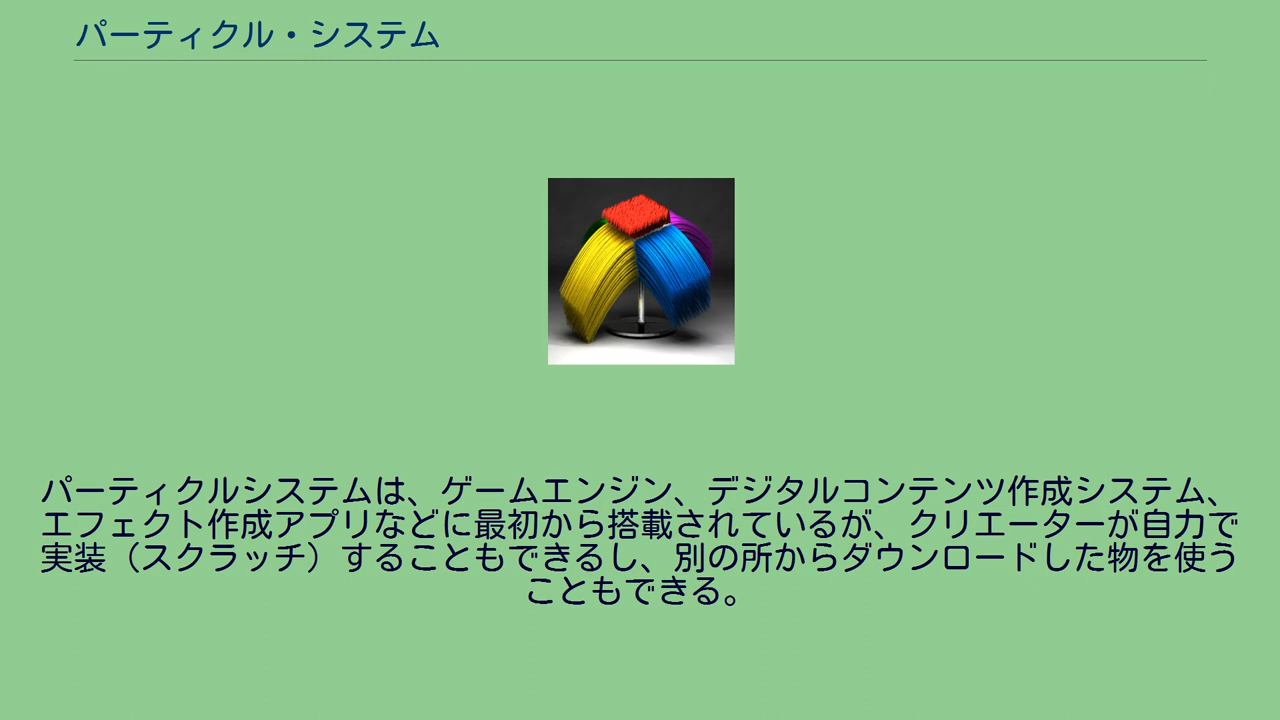 パーティクル・システム
パーティクルシステムは、ゲームエンジン、デジタルコンテンツ作成システム、
エフェクト作成アプリなどに最初から搭載されているが、クリエーターが自力で
実装（スクラッチ）することもできるし、別の所からダウンロードした物を使う
こともできる。